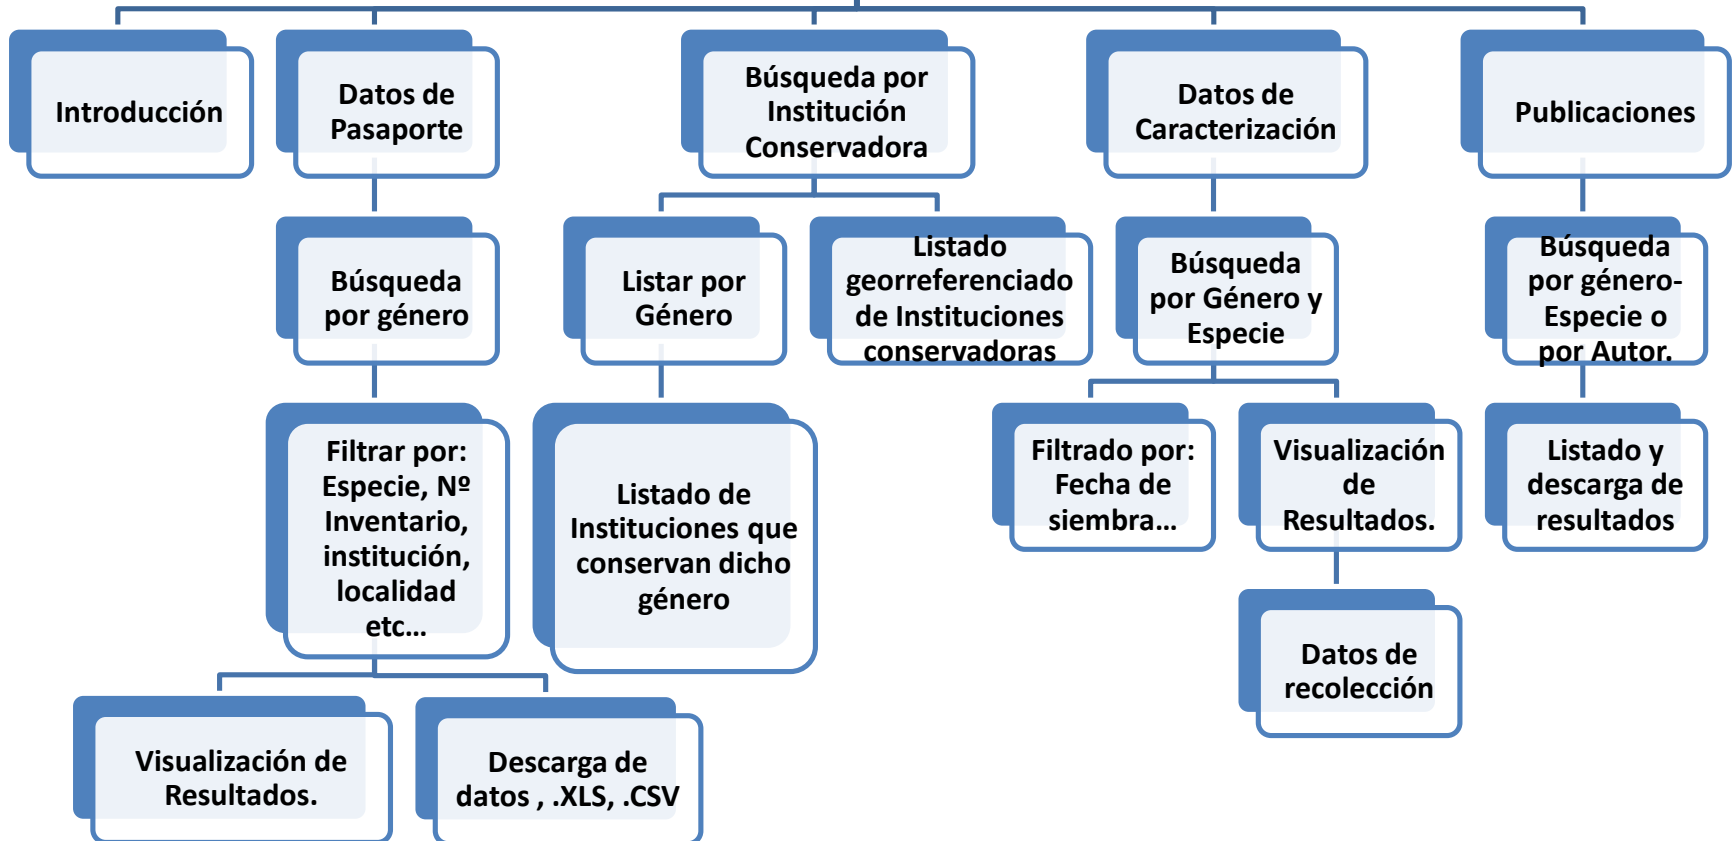 Introducción
Datos de
Pasaporte
Búsqueda por
Institución
Conservadora
Datos de
Caracterización
Publicaciones
Búsqueda
por género
Listar por
Género
Listado
georreferenciado
de Instituciones
conservadoras
Búsqueda
por Género y
Especie
Búsqueda
por género-
Especie o
por Autor.
Filtrar por:
Especie, Nº
Inventario,
institución,
localidad
etc...
Listado de
Instituciones que
conservan dicho
género
Filtrado por:
Fecha de
siembra...
Visualización
de
Resultados.
Listado y
descarga de
resultados
Datos de
recolección
Visualización de
Resultados.
Descarga de
datos , .XLS, .CSV